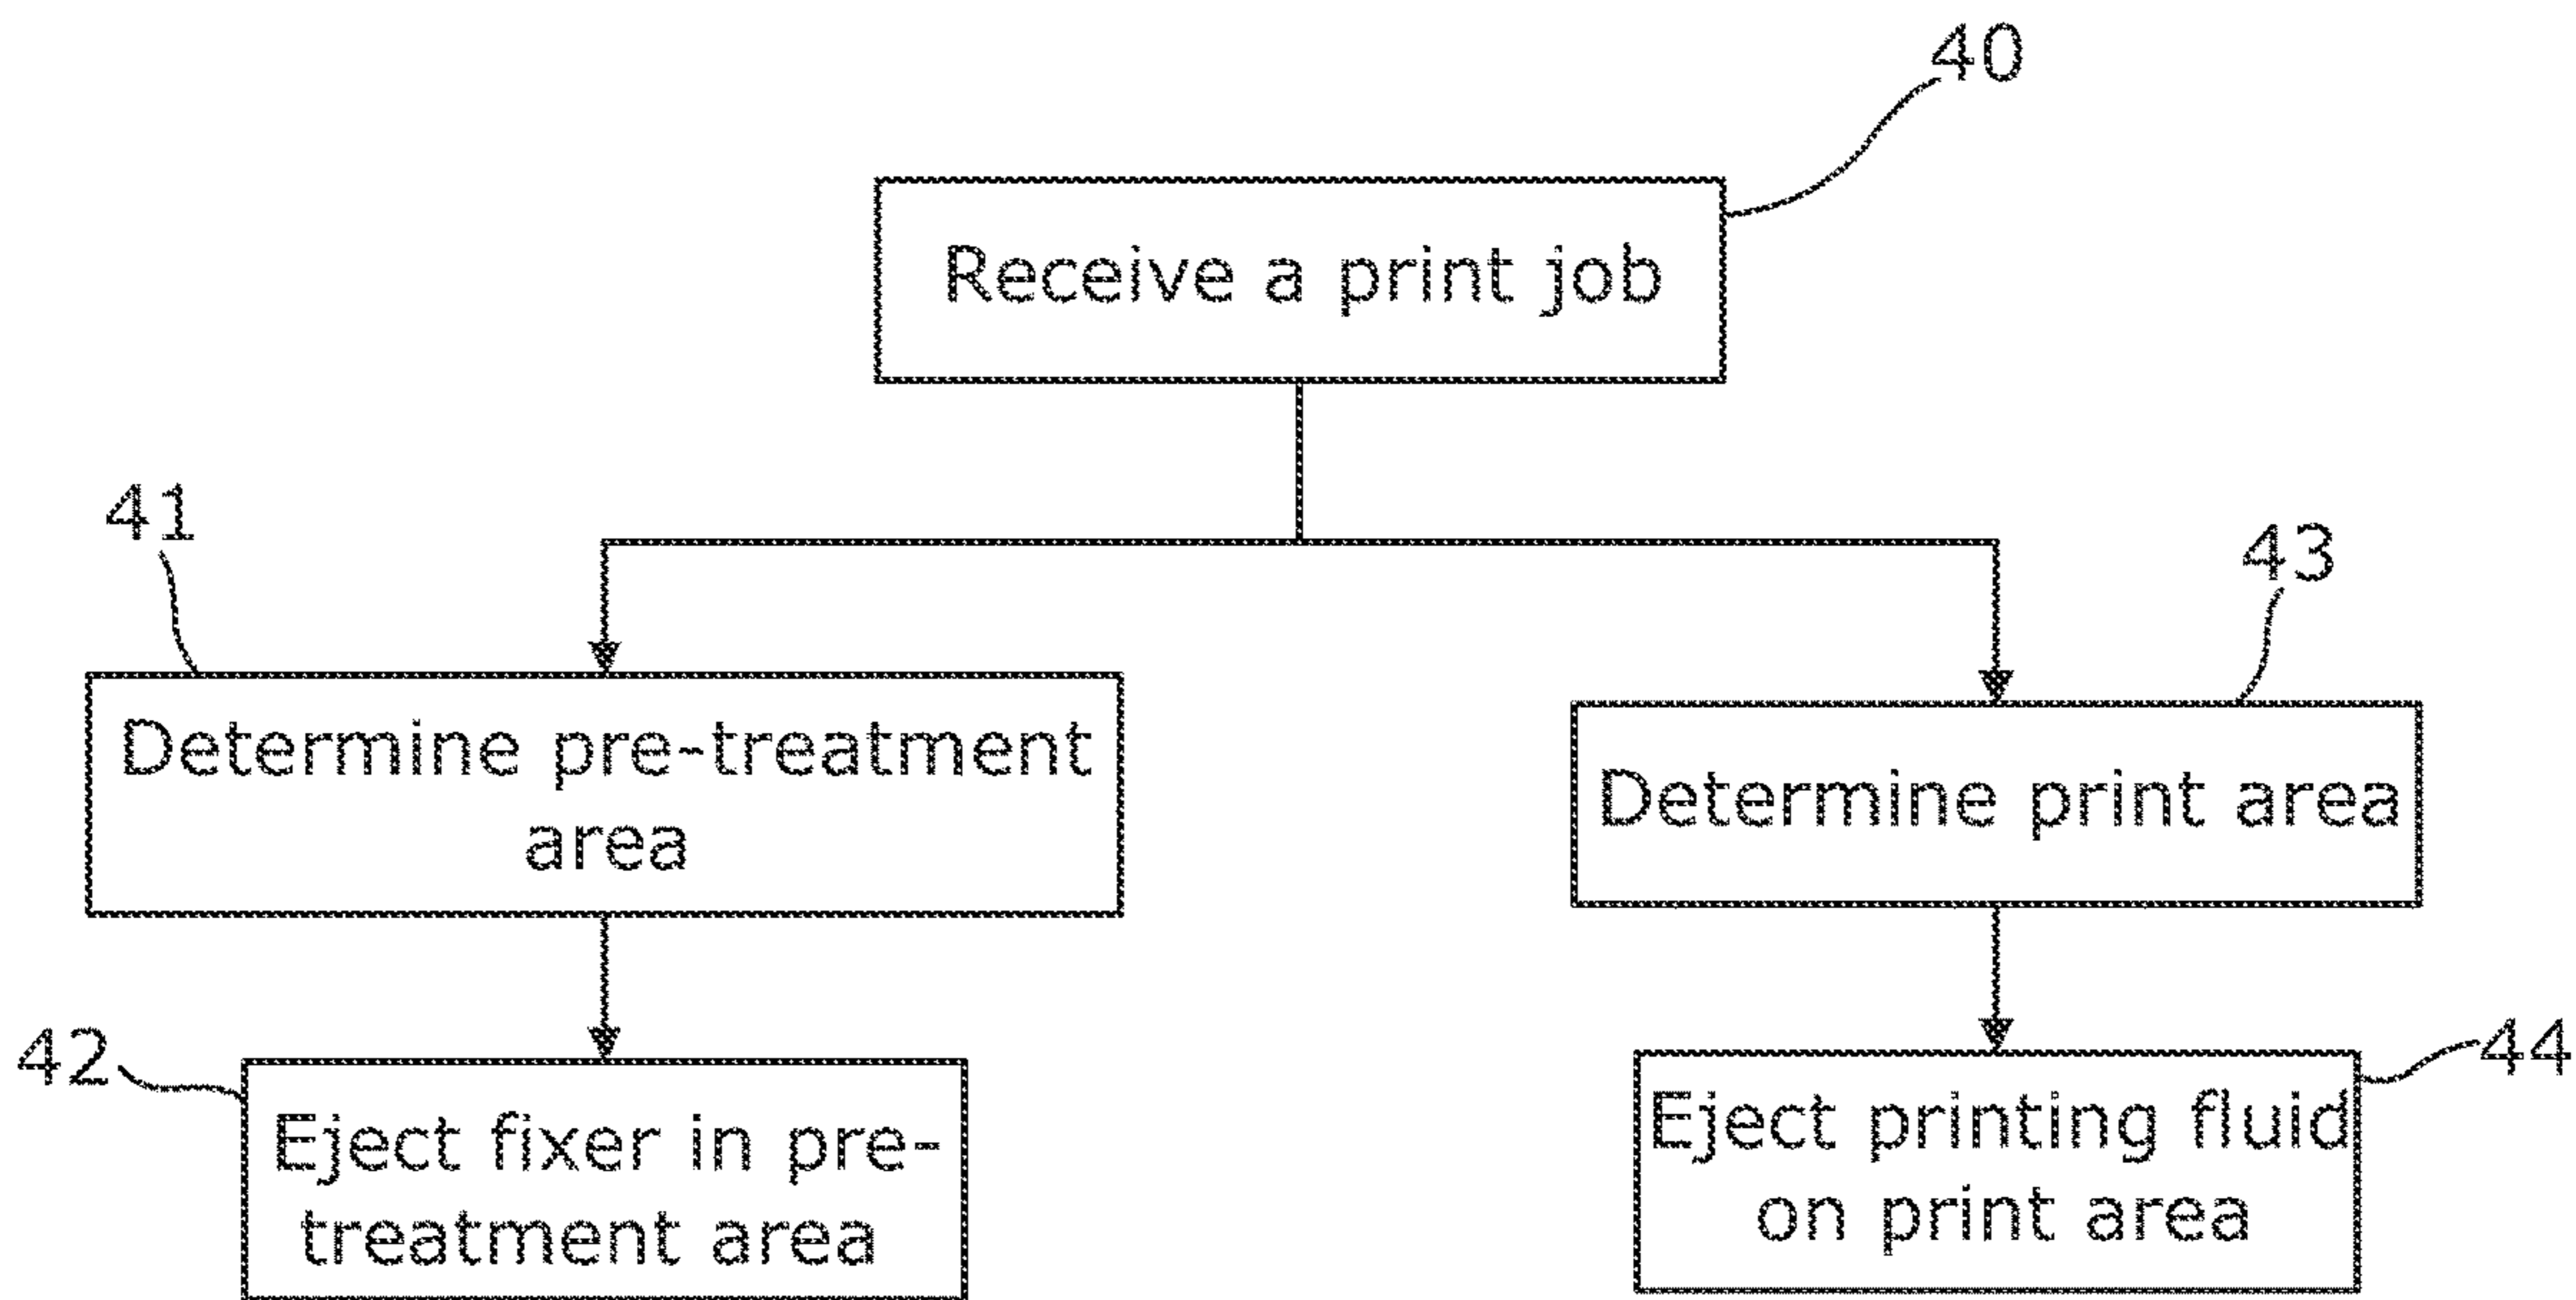 40
Receive a print job
41
43
Determine pre-treatment
area
Determine print area
42
44
Eject fixer in pre-
treatment area
Eject printing fluid
on print area